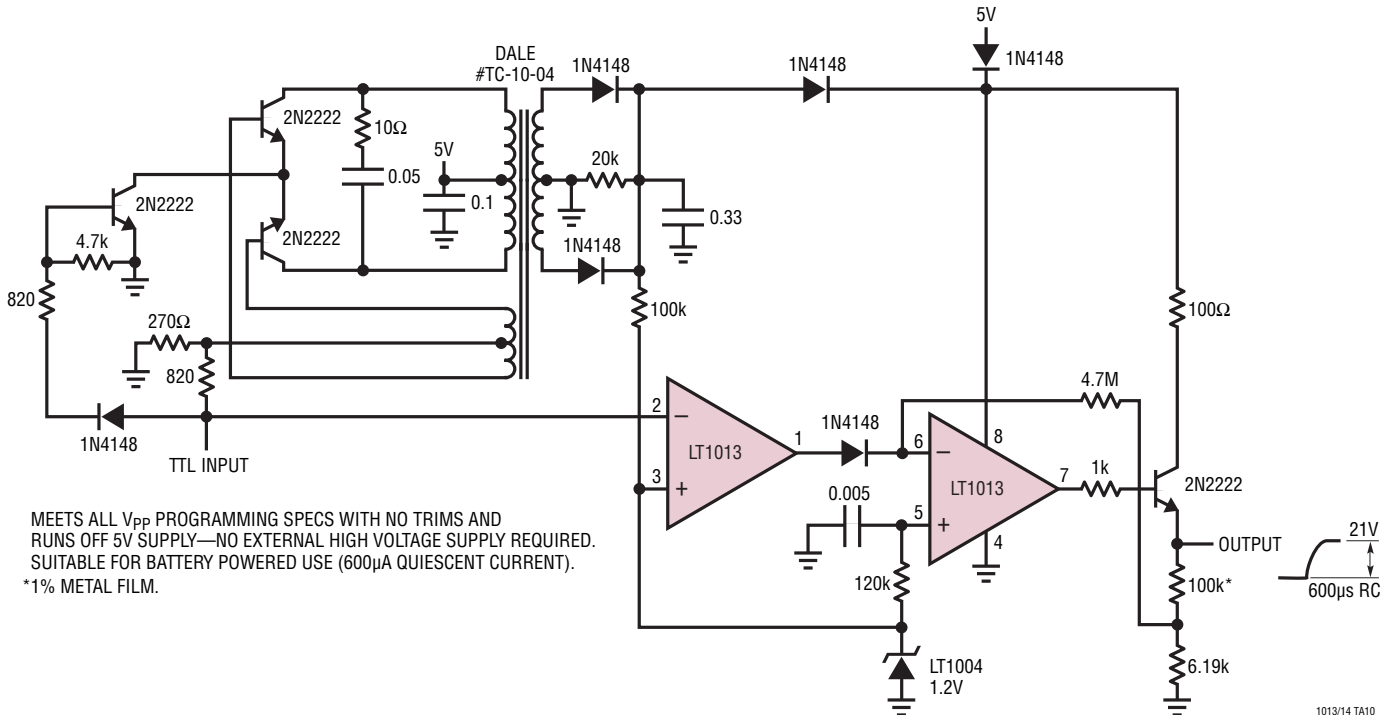 5V
DALE
#TC-10-04
1N4148
1N4148
1N4148
2N2222
10Ω
5V
20k
0.05
0.1
0.33
2N2222
2N2222
4.7k
1N4148
820
270Ω
100k
100Ω
820
4.7M
2
1
1N4148
6
8
1N4148
LT1013
TTL INPUT
3
0.005
LT1013
7
1k
2N2222
5
4
OUTPUT
21V
120k
100k*
600µs RC
MEETS ALL VPP PROGRAMMING SPECS WITH NO TRIMS AND
RUNS OFF 5V SUPPLY—NO EXTERNAL HIGH VOLTAGE SUPPLY REQUIRED.
SUITABLE FOR BATTERY POWERED USE (600µA QUIESCENT CURRENT).
*1% METAL FILM.
LT1004
1.2V
6.19k
1013/14 TA10